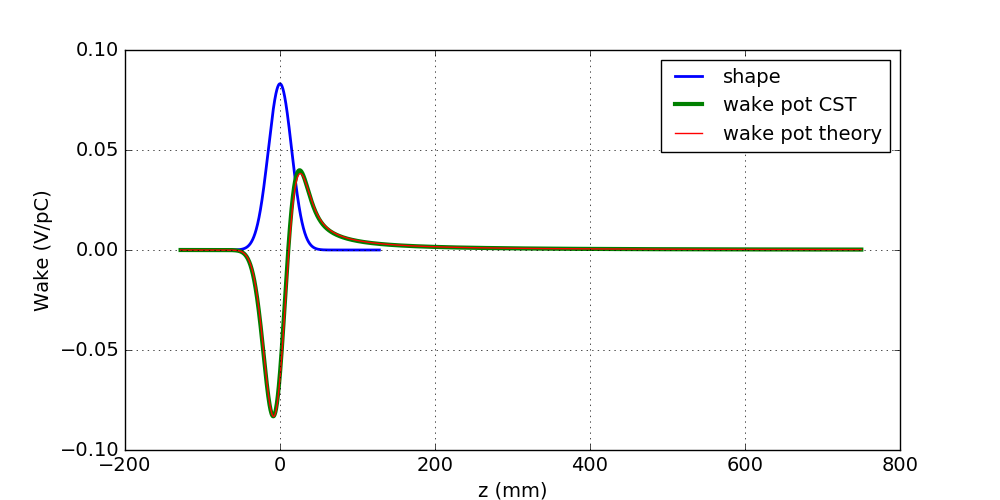 0.10
0.05
0.00
−0.05
−0.10
Wake (V/pC)
shape
wake pot CST
wake pot theory
−200 0 200 400 600 800
z (mm)